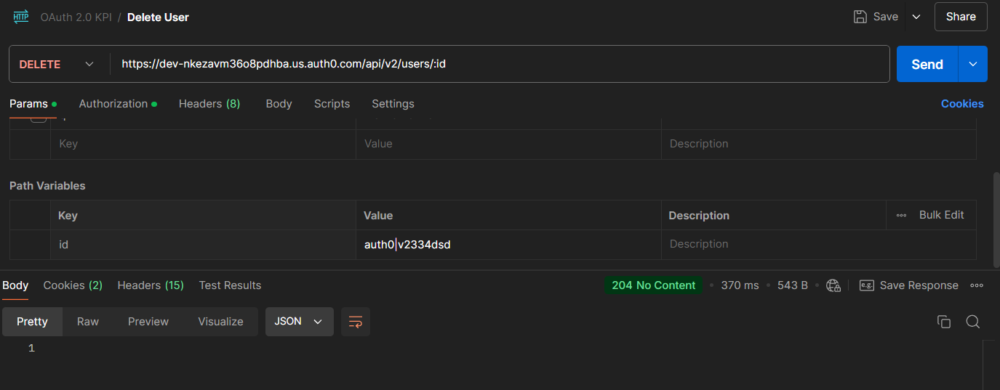 HTTP OAuth 2.0 KPI / Delete User Save Share
DELETE https://dev-nkezavm36o8pdhba.us.auth0.com/api/v2/users/:id Send
Params Authorization Headers (8) Body Scripts Settings Cookies
Key Value Description
Path Variables
Key Value Description Bulk Edit
id auth0|v2334dsd Description
Body Cookies (2) Headers (15) Test Results 204 No Content 370 ms 543 B e.g. Save Response
Pretty Raw Preview Visualize JSON
1